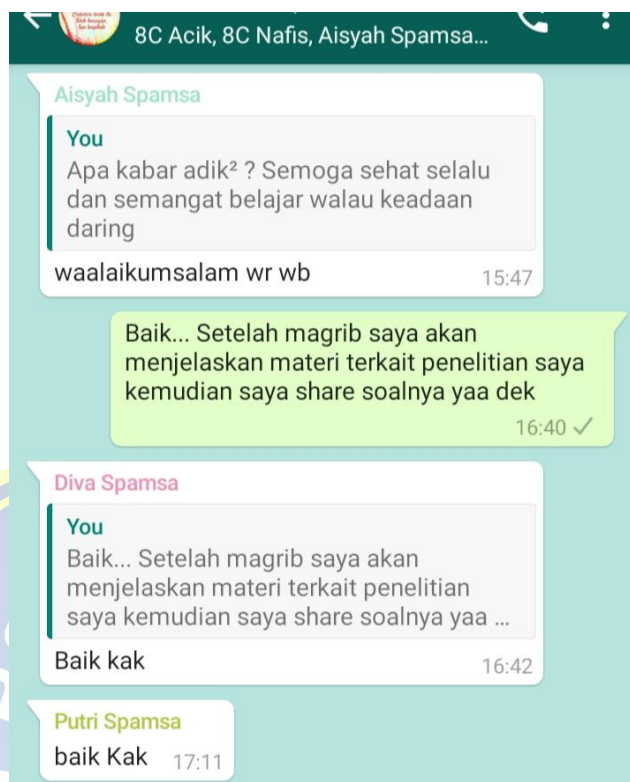 8C Acik, 8C Nafis, Aisyah Spamsa...
Aisyah Spamsa
You
Apa kabar adik² ? Semoga sehat selalu
dan semangat belajar walau keadaan
daring
waalaikumsalam wr wb 15:47
Baik... Setelah magrib saya akan
menjelaskan materi terkait penelitian saya
kemudian saya share soalnya yaa dek
16:40
Diva Spamsa
You
Baik... Setelah magrib saya akan
menjelaskan materi terkait penelitian
saya kemudian saya share soalnya yaa ...
Baik kak 16:42
Putri Spamsa
baik Kak 17:11